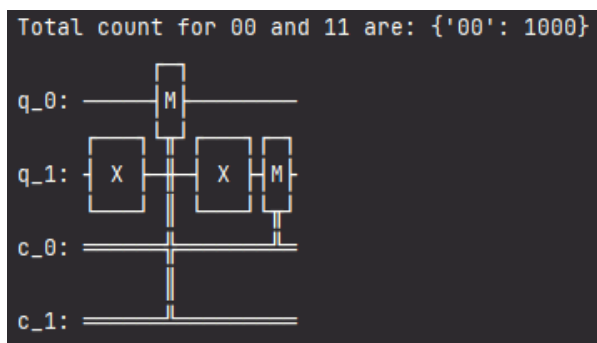 Total count for 00 and 11 are: {'00': 1000}
M
q_0:
q_1: X X M
c_0:
c_1: